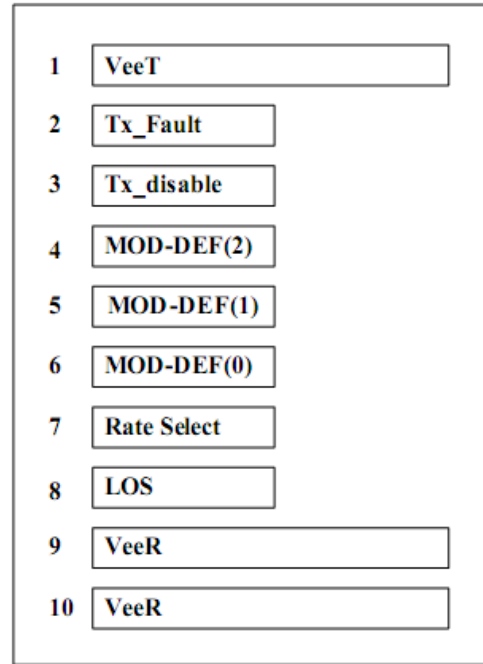 1 VeeT
2 Tx_Fault
3 Tx_disable
4 MOD-DEF(2)
5 MOD-DEF(1)
6 MOD-DEF(0)
7 Rate Select
8 LOS
9 VeeR
10 VeeR